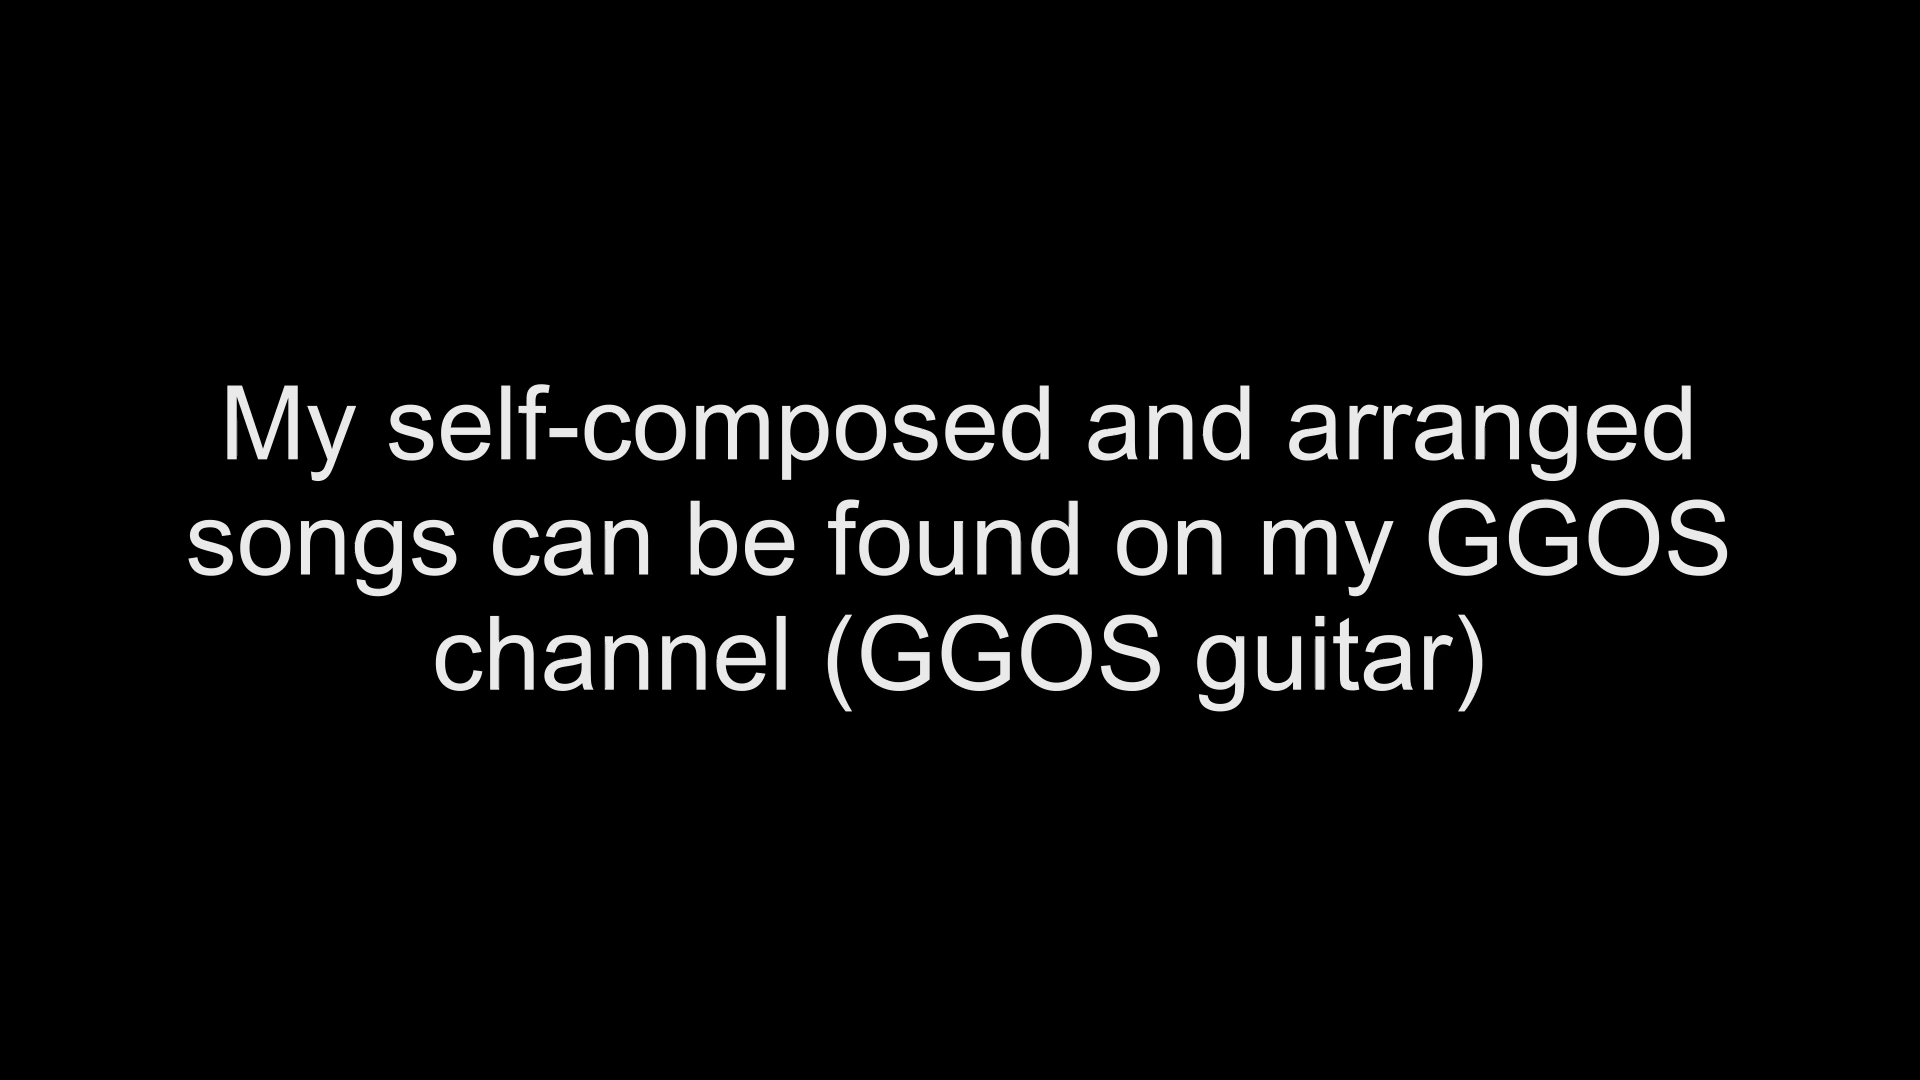 My self-composed and arranged
songs can be found on my GGOS
channel (GGOS guitar)